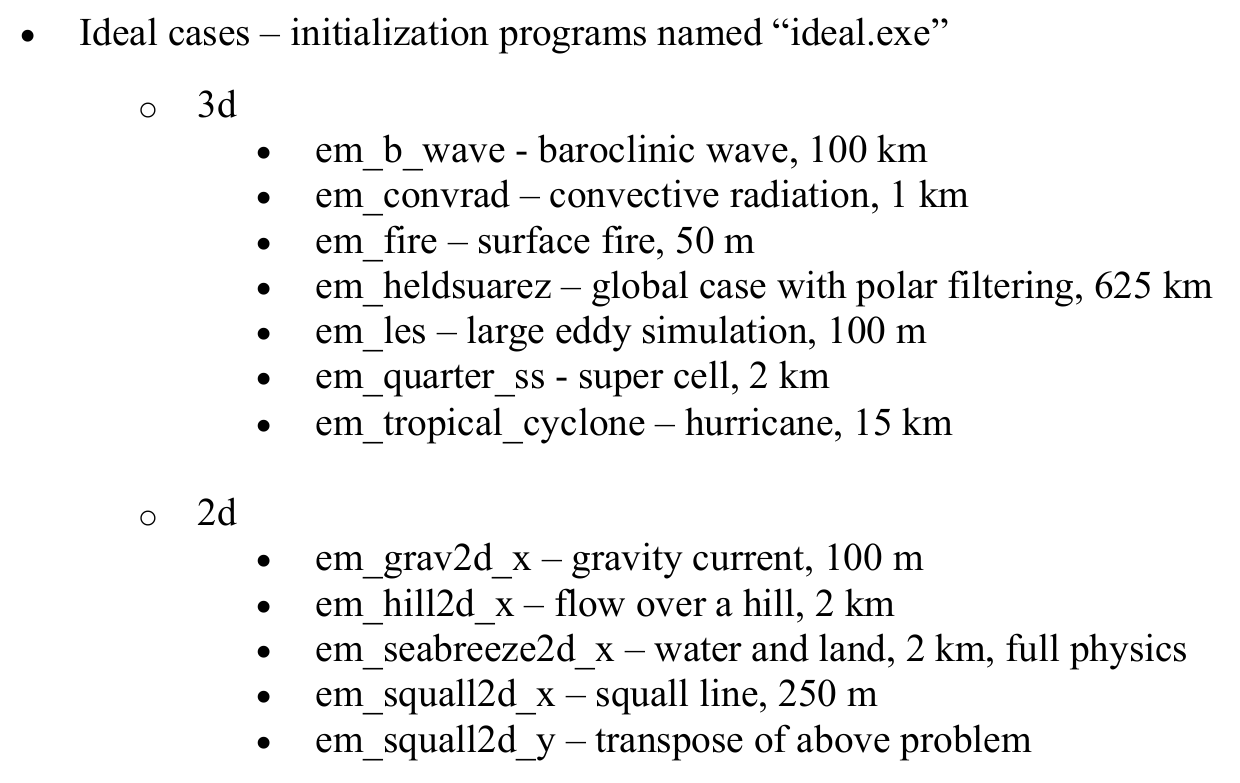 • Ideal cases – initialization programs named “ideal.exe”
o 3d
• em_b_wave - baroclinic wave, 100 km
• em_convrad – convective radiation, 1 km
• em_fire – surface fire, 50 m
• em_heldsuarez – global case with polar filtering, 625 km
• em_les – large eddy simulation, 100 m
• em_quarter_ss - super cell, 2 km
• em_tropical_cyclone – hurricane, 15 km
o 2d
• em_grav2d_x – gravity current, 100 m
• em_hill2d_x – flow over a hill, 2 km
• em_seabreeze2d_x – water and land, 2 km, full physics
• em_squall2d_x – squall line, 250 m
• em_squall2d_y – transpose of above problem